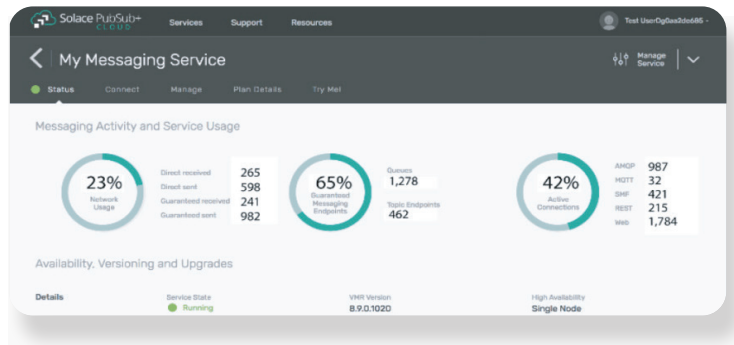 Solace PubSub+
CLOUD
Services
Support
Resources
Test UserOgGas2do685
My Messaging Service
Manage
Service
Status
Connect
Manage
Plan Details
Try Me!
Messaging Activity and Service Usage
23%
Network
Usage
Direct received 265
Direct sent 598
Guaranteed received 241
Guaranteed sent 982
65%
Guaranteed
Messaging
Endpoints
Queues
1,278
Topic Endpoints
462
42%
Active
Connections
AMQP 987
MQTT 32
SMF 421
REST 215
Web 1,784
Availability, Versioning and Upgrades
Details
Service State
Running
VMR Version
8.9.0.1020
High Availability
Single Node